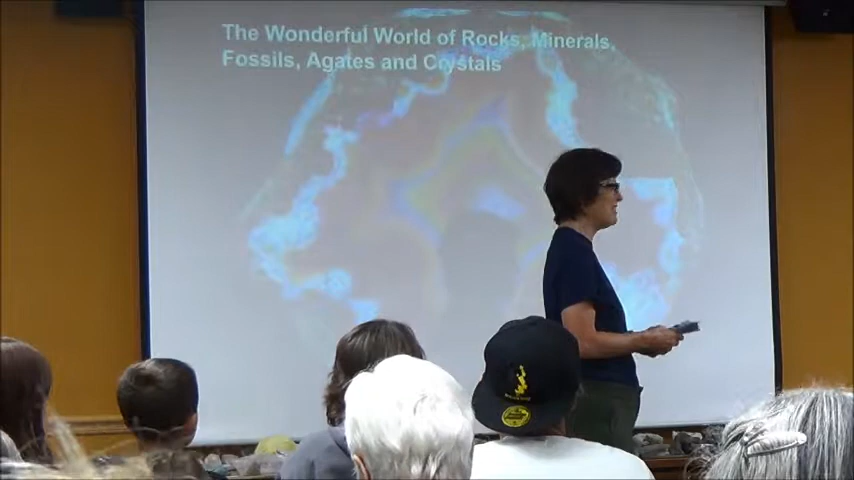 The Wonderful World of Rocks, Minerals,
Fossils, Agates and Crystals